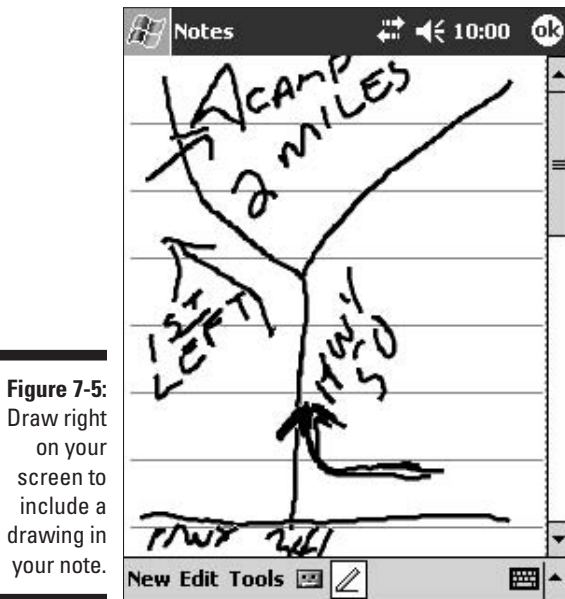 Notes 10:00 ok
CAMP
2 MILES
1ST
LEFT
HWY
50
Figure 7-5:
Draw right
on your
screen to
include a
drawing in
your note.
New Edit Tools